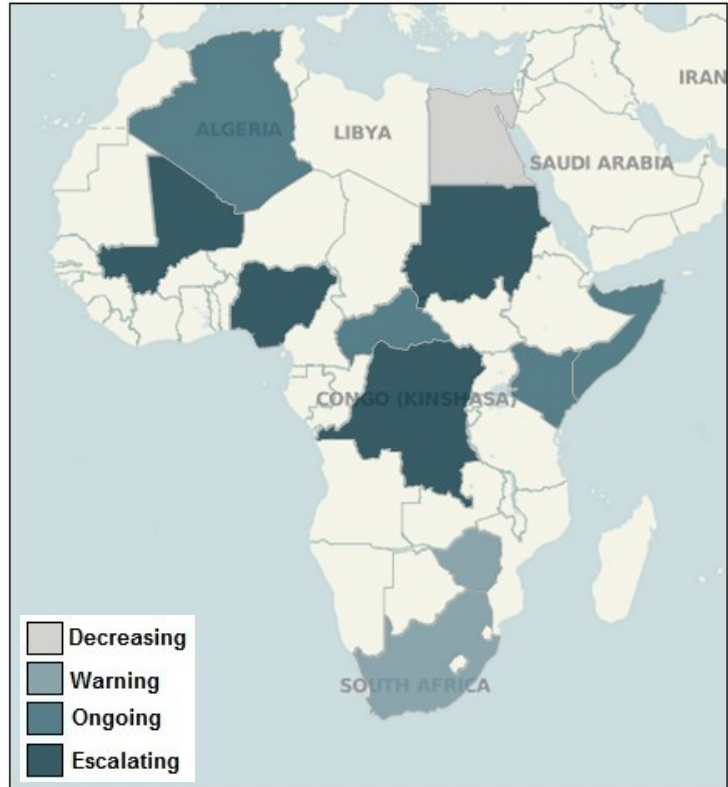 IRAN
ALGERIA
LIBYA
SAUDI ARABIA
CONGO (KINSHASA)
SOUTH AFRICA
Decreasing
Warning
Ongoing
Escalating